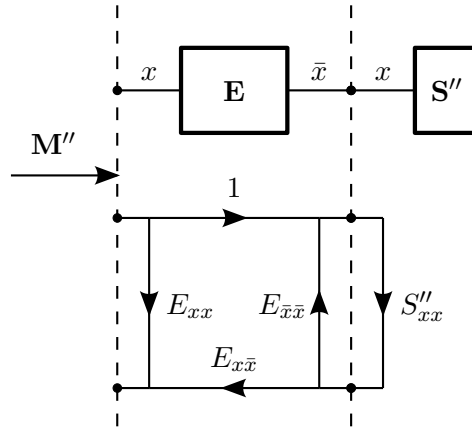 x E x̄ x S″
M″
1
E_{xx} E_{x̄x̄} S″_{xx}
E_{xx̄}